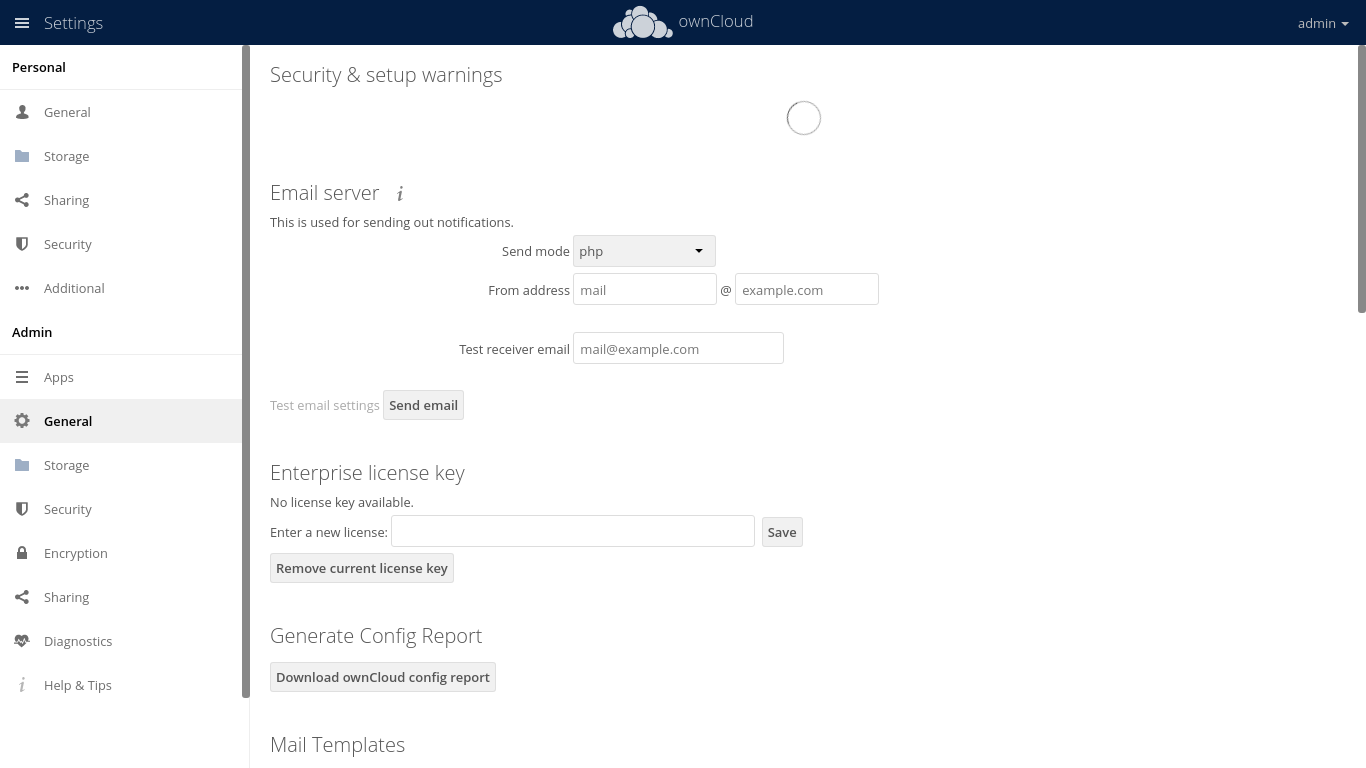 Settings
ownCloud
admin
Personal
General
Storage
Sharing
Security
Additional
Admin
Apps
General
Storage
Security
Encryption
Sharing
Diagnostics
Help & Tips
Security & setup warnings
Email server
This is used for sending out notifications.
Send mode php
From address mail @ example.com
Test receiver email mail@example.com
Test email settings Send email
Enterprise license key
No license key available.
Enter a new license: Save
Remove current license key
Generate Config Report
Download ownCloud config report
Mail Templates